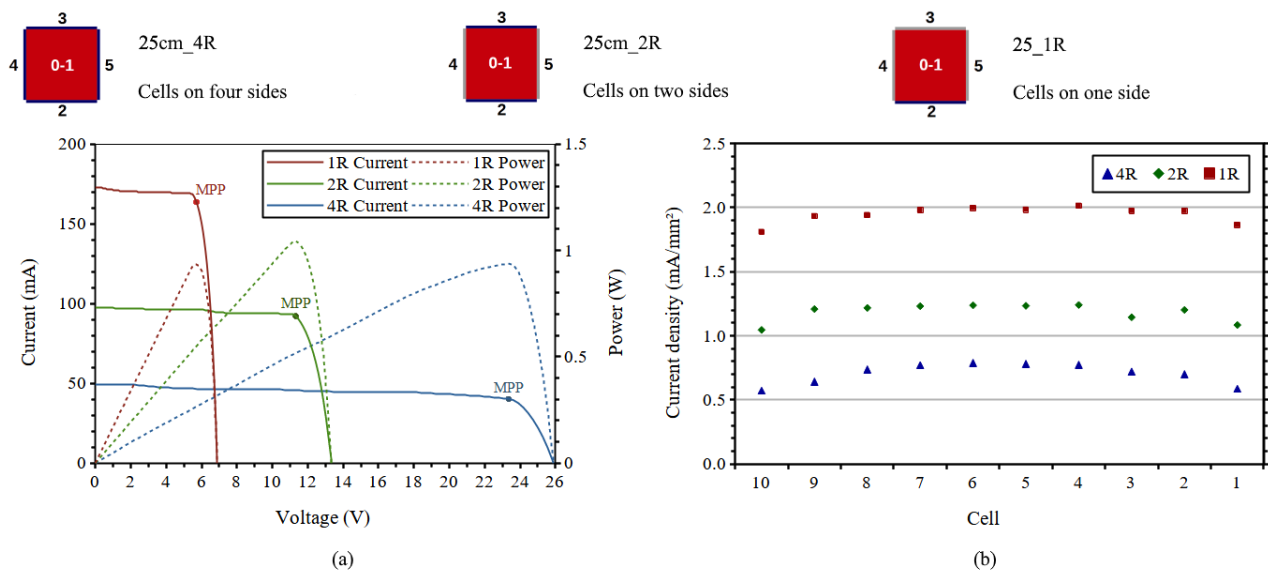 3
4 0-1 5
2
25cm_4R
Cells on four sides
3
4 0-1 5
2
25cm_2R
Cells on two sides
3
4 0-1 5
2
25_1R
Cells on one side
200
150
100
50
0
Current (mA)
1R Current 1R Power
2R Current 2R Power
4R Current 4R Power
MPP
MPP
MPP
1.5
1
0.5
0
Power (W)
0 2 4 6 8 10 12 14 16 18 20 22 24 26
Voltage (V)
(a)
2.5
2.0
1.5
1.0
0.5
0.0
Current density (mA/mm²)
4R 2R 1R
10 9 8 7 6 5 4 3 2 1
Cell
(b)